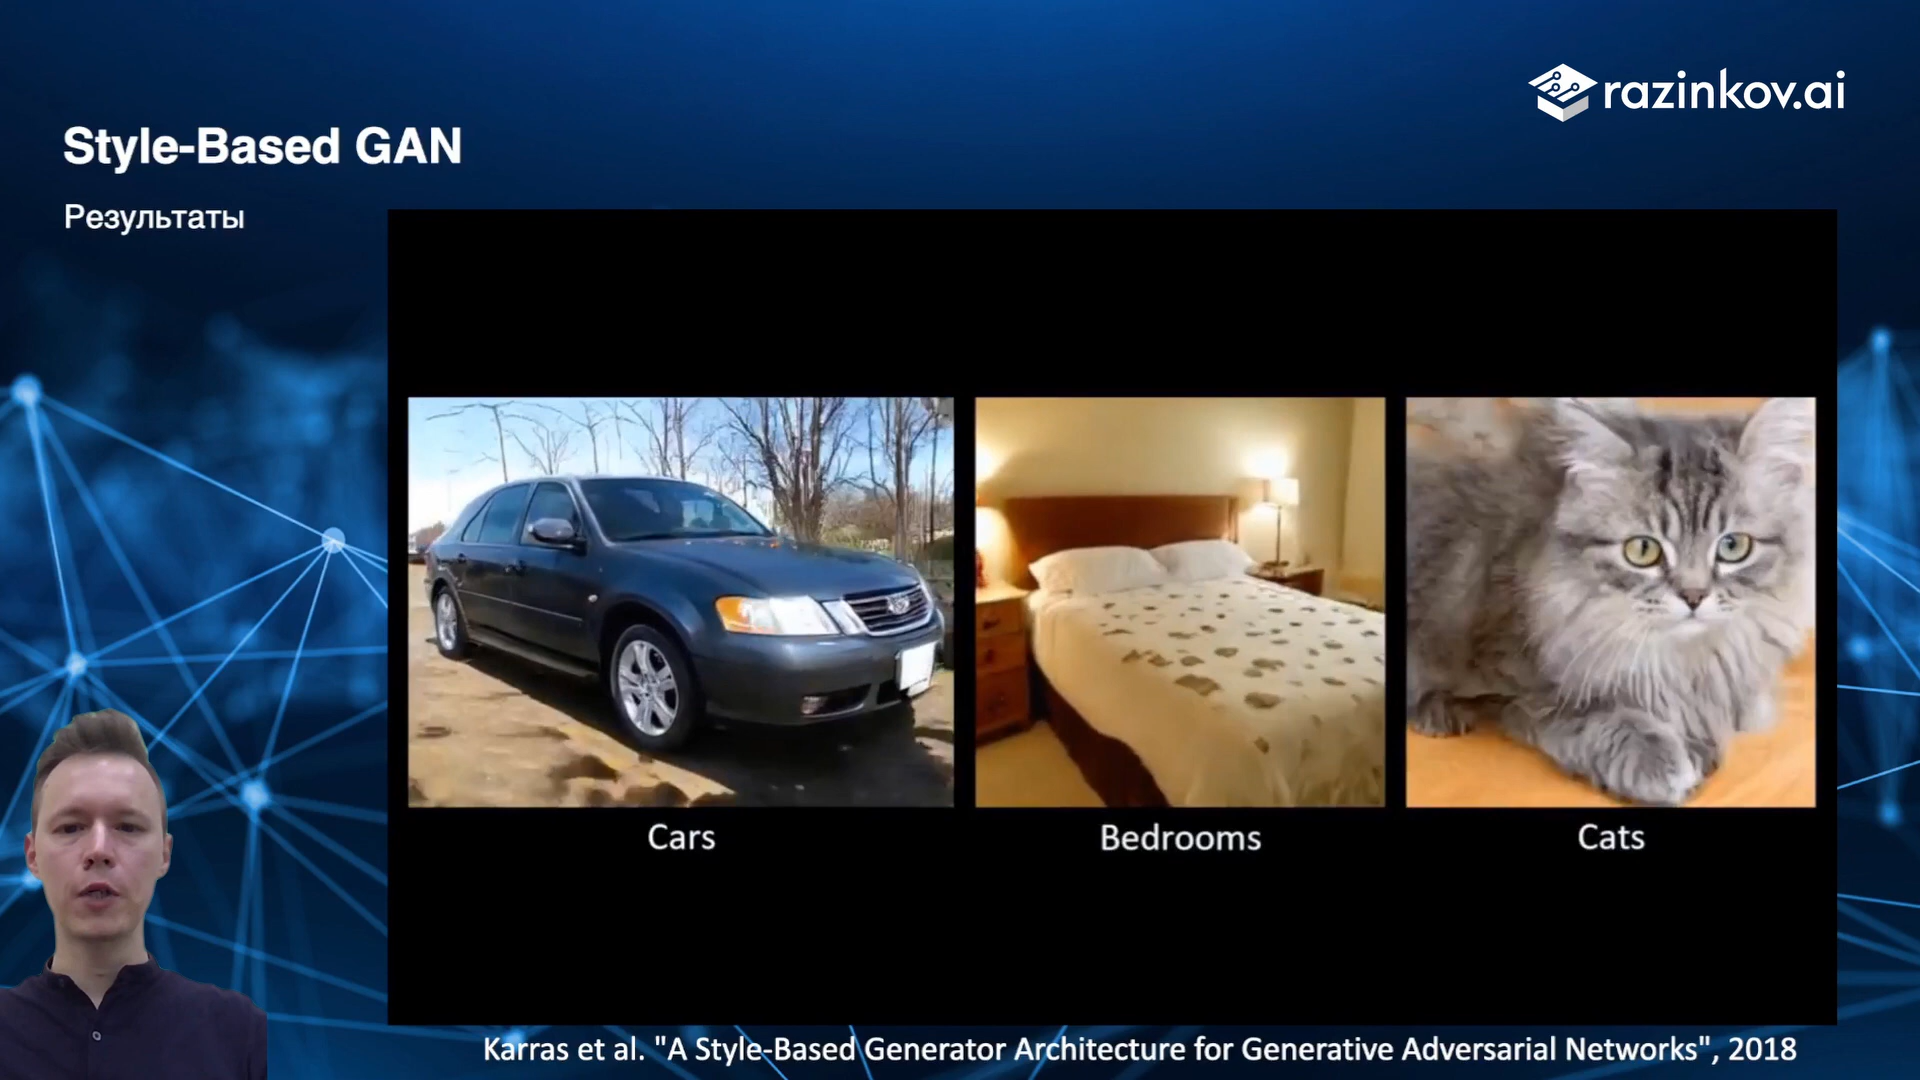 razinkov.ai
Style-Based GAN
Результаты
Cars
Bedrooms
Cats
Karras et al. "A Style-Based Generator Architecture for Generative Adversarial Networks", 2018